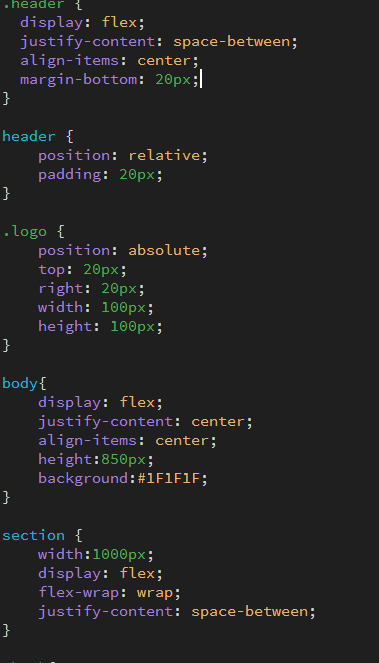 .header {
  display: flex;
  justify-content: space-between;
  align-items: center;
  margin-bottom: 20px;
}

header {
    position: relative;
    padding: 20px;
}

.logo {
    position: absolute;
    top: 20px;
    right: 20px;
    width: 100px;
    height: 100px;
}

body{
    display: flex;
    justify-content: center;
    align-items: center;
    height:850px;
    background:#1F1F1F;
}

section {
    width:1000px;
    display: flex;
    flex-wrap: wrap;
    justify-content: space-between;
}